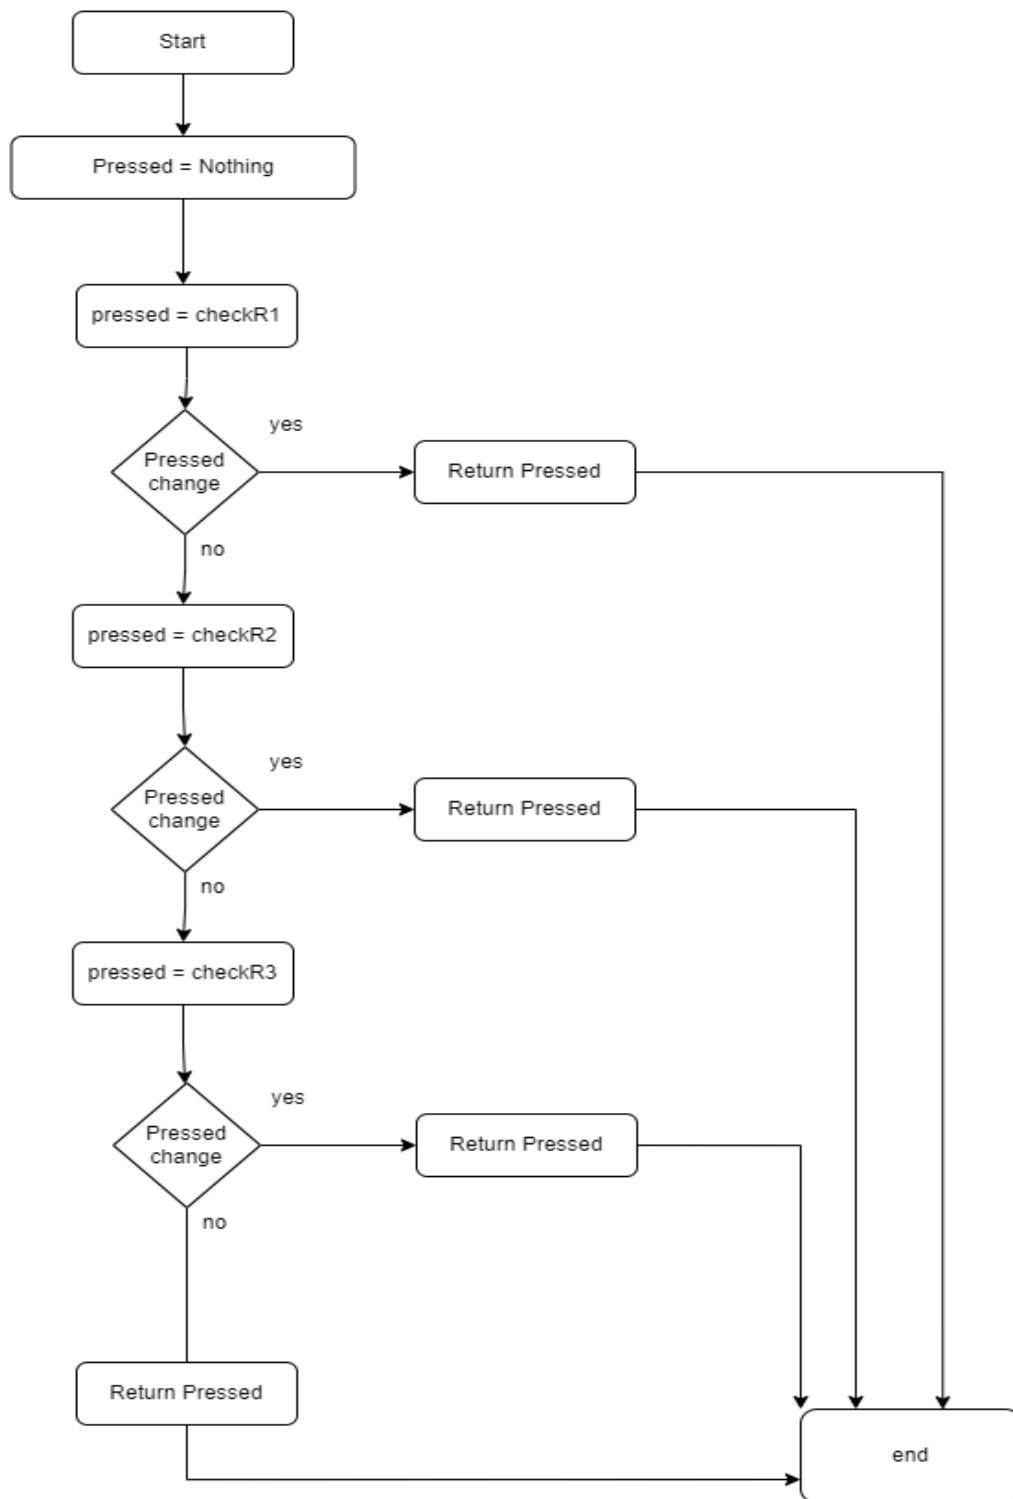 Start
Pressed = Nothing
pressed = checkR1
yes
Pressed
change
Return Pressed
no
pressed = checkR2
yes
Pressed
change
Return Pressed
no
pressed = checkR3
yes
Pressed
change
Return Pressed
no
Return Pressed
end